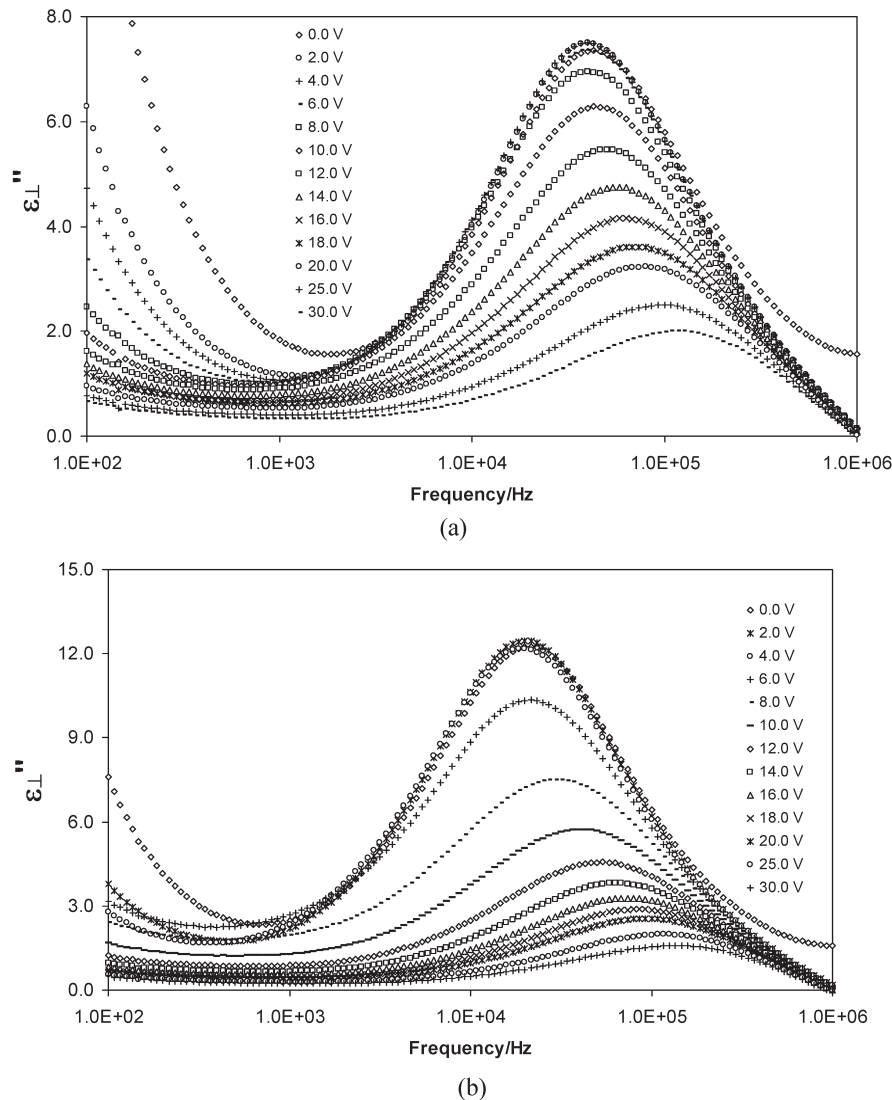 8.0
6.0
4.0
2.0
0.0
ε⊥"
0.0 V
2.0 V
4.0 V
6.0 V
8.0 V
10.0 V
12.0 V
14.0 V
16.0 V
18.0 V
20.0 V
25.0 V
30.0 V
1.0E+02 1.0E+03 1.0E+04 1.0E+05 1.0E+06
Frequency/Hz
(a)
15.0
12.0
9.0
6.0
3.0
0.0
ε⊥"
0.0 V
2.0 V
4.0 V
6.0 V
8.0 V
10.0 V
12.0 V
14.0 V
16.0 V
18.0 V
20.0 V
25.0 V
30.0 V
1.0E+02 1.0E+03 1.0E+04 1.0E+05 1.0E+06
Frequency/Hz
(b)